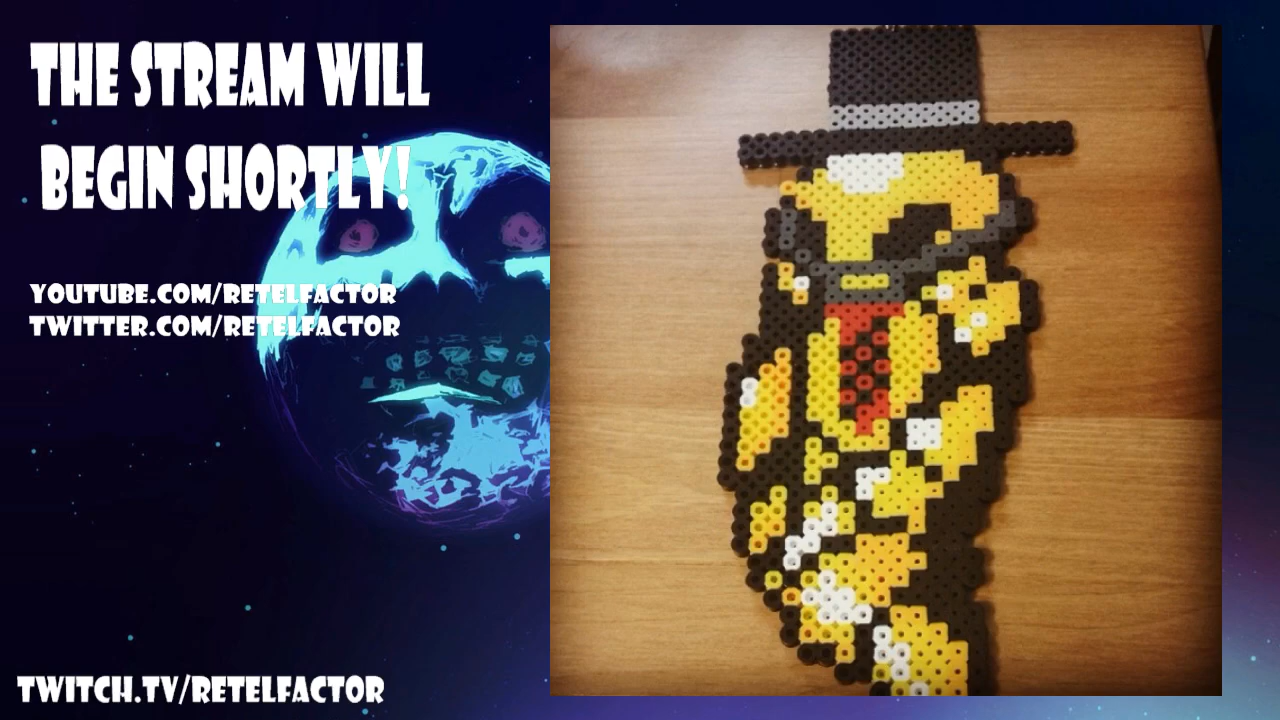 THE STREAM WILL
BEGIN SHORTLY!
YOUTUBE.COM/RETELFACTOR
TWITTER.COM/RETELFACTOR
TWITCH.TV/RETELFACTOR